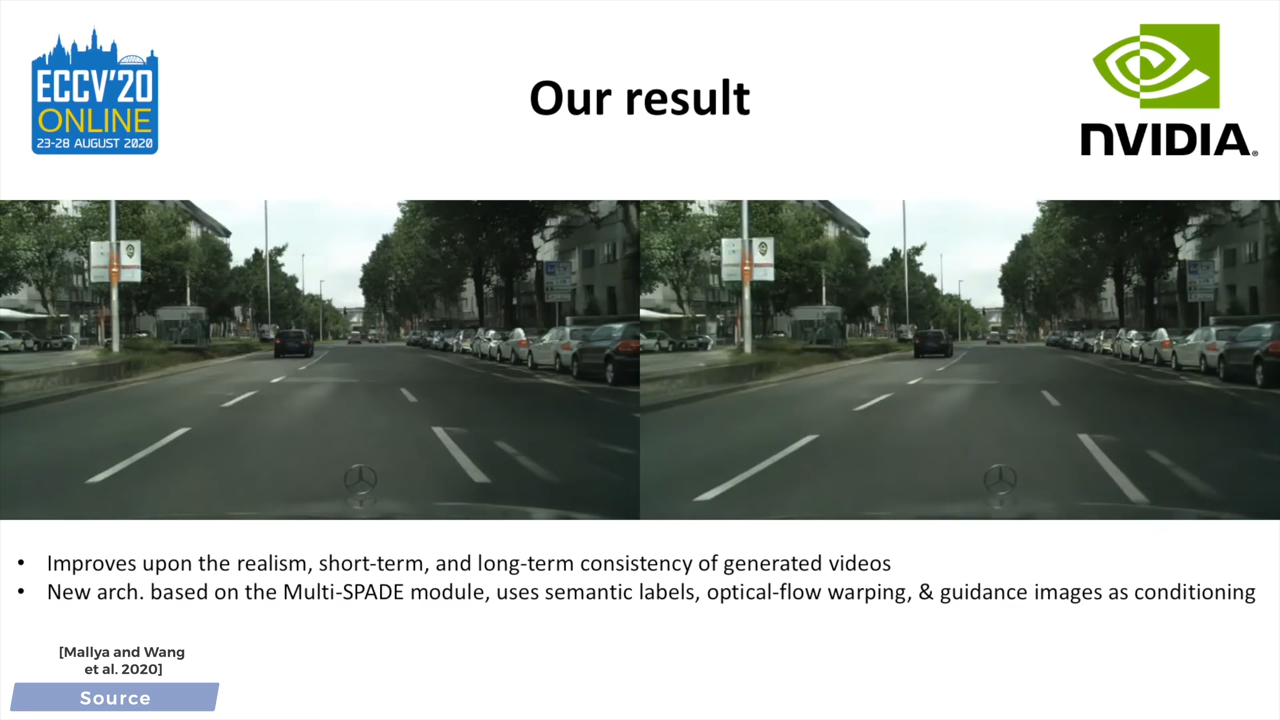 ECCV'20
ONLINE
23-28 AUGUST 2020
Our result
NVIDIA.
• Improves upon the realism, short-term, and long-term consistency of generated videos
• New arch. based on the Multi-SPADE module, uses semantic labels, optical-flow warping, & guidance images as conditioning
[Mallya and Wang
et al. 2020]
Source